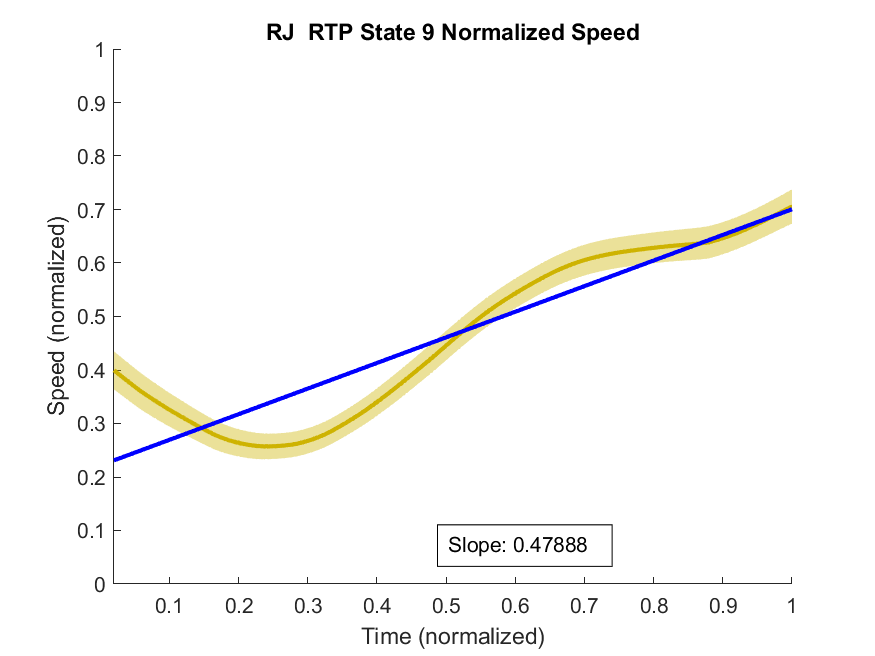 RJ  RTP State 9 Normalized Speed
1
0.9
0.8
0.7
0.6
0.5
0.4
0.3
0.2
0.1
0
Speed (normalized)
Slope: 0.47888
0.1 0.2 0.3 0.4 0.5 0.6 0.7 0.8 0.9 1
Time (normalized)